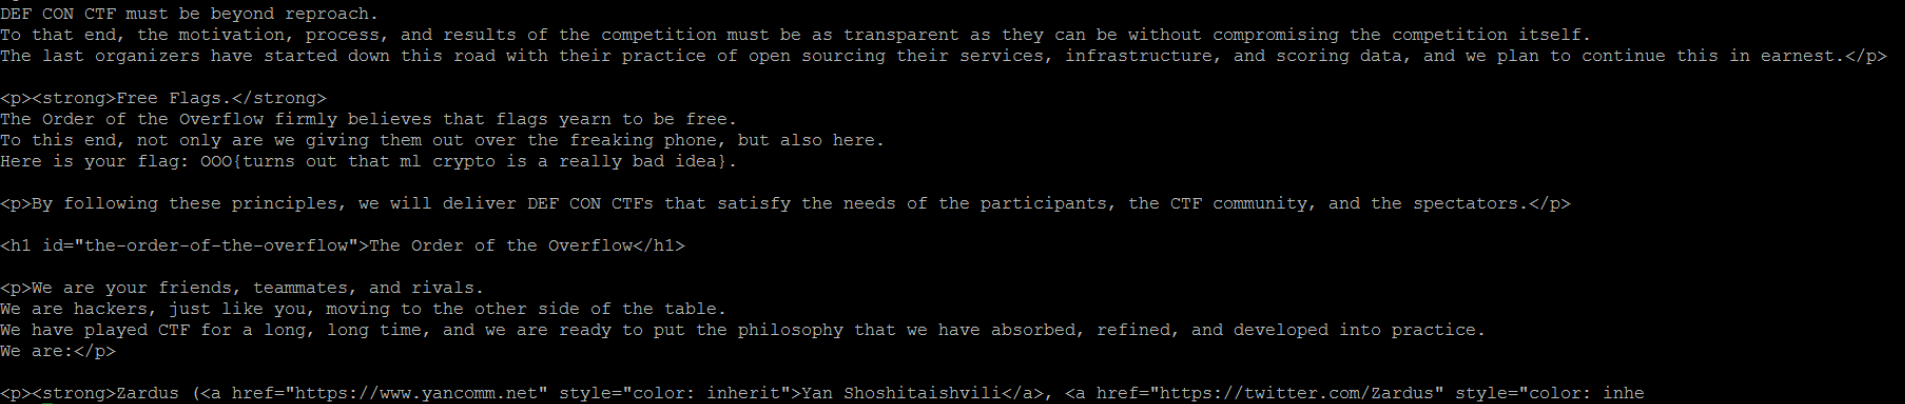 DEF CON CTF must be beyond reproach.
To that end, the motivation, process, and results of the competition must be as transparent as they can be without compromising the competition itself.
The last organizers have started down this road with their practice of open sourcing their services, infrastructure, and scoring data, and we plan to continue this in earnest.</p>
<p><strong>Free Flags.</strong>
The Order of the Overflow firmly believes that flags yearn to be free.
To this end, not only are we giving them out over the freaking phone, but also here.
Here is your flag: OOO{turns out that ml crypto is a really bad idea}.
<p>By following these principles, we will deliver DEF CON CTFs that satisfy the needs of the participants, the CTF community, and the spectators.</p>
<h1 id="the-order-of-the-overflow">The Order of the Overflow</h1>
<p>We are your friends, teammates, and rivals.
We are hackers, just like you, moving to the other side of the table.
We have played CTF for a long, long time, and we are ready to put the philosophy that we have absorbed, refined, and developed into practice.
We are:</p>
<p><strong>Zardus (<a href="https://www.yancomm.net" style="color: inherit">Yan Shoshitaishvili</a>, <a href="https://twitter.com/Zardus" style="color: inhe